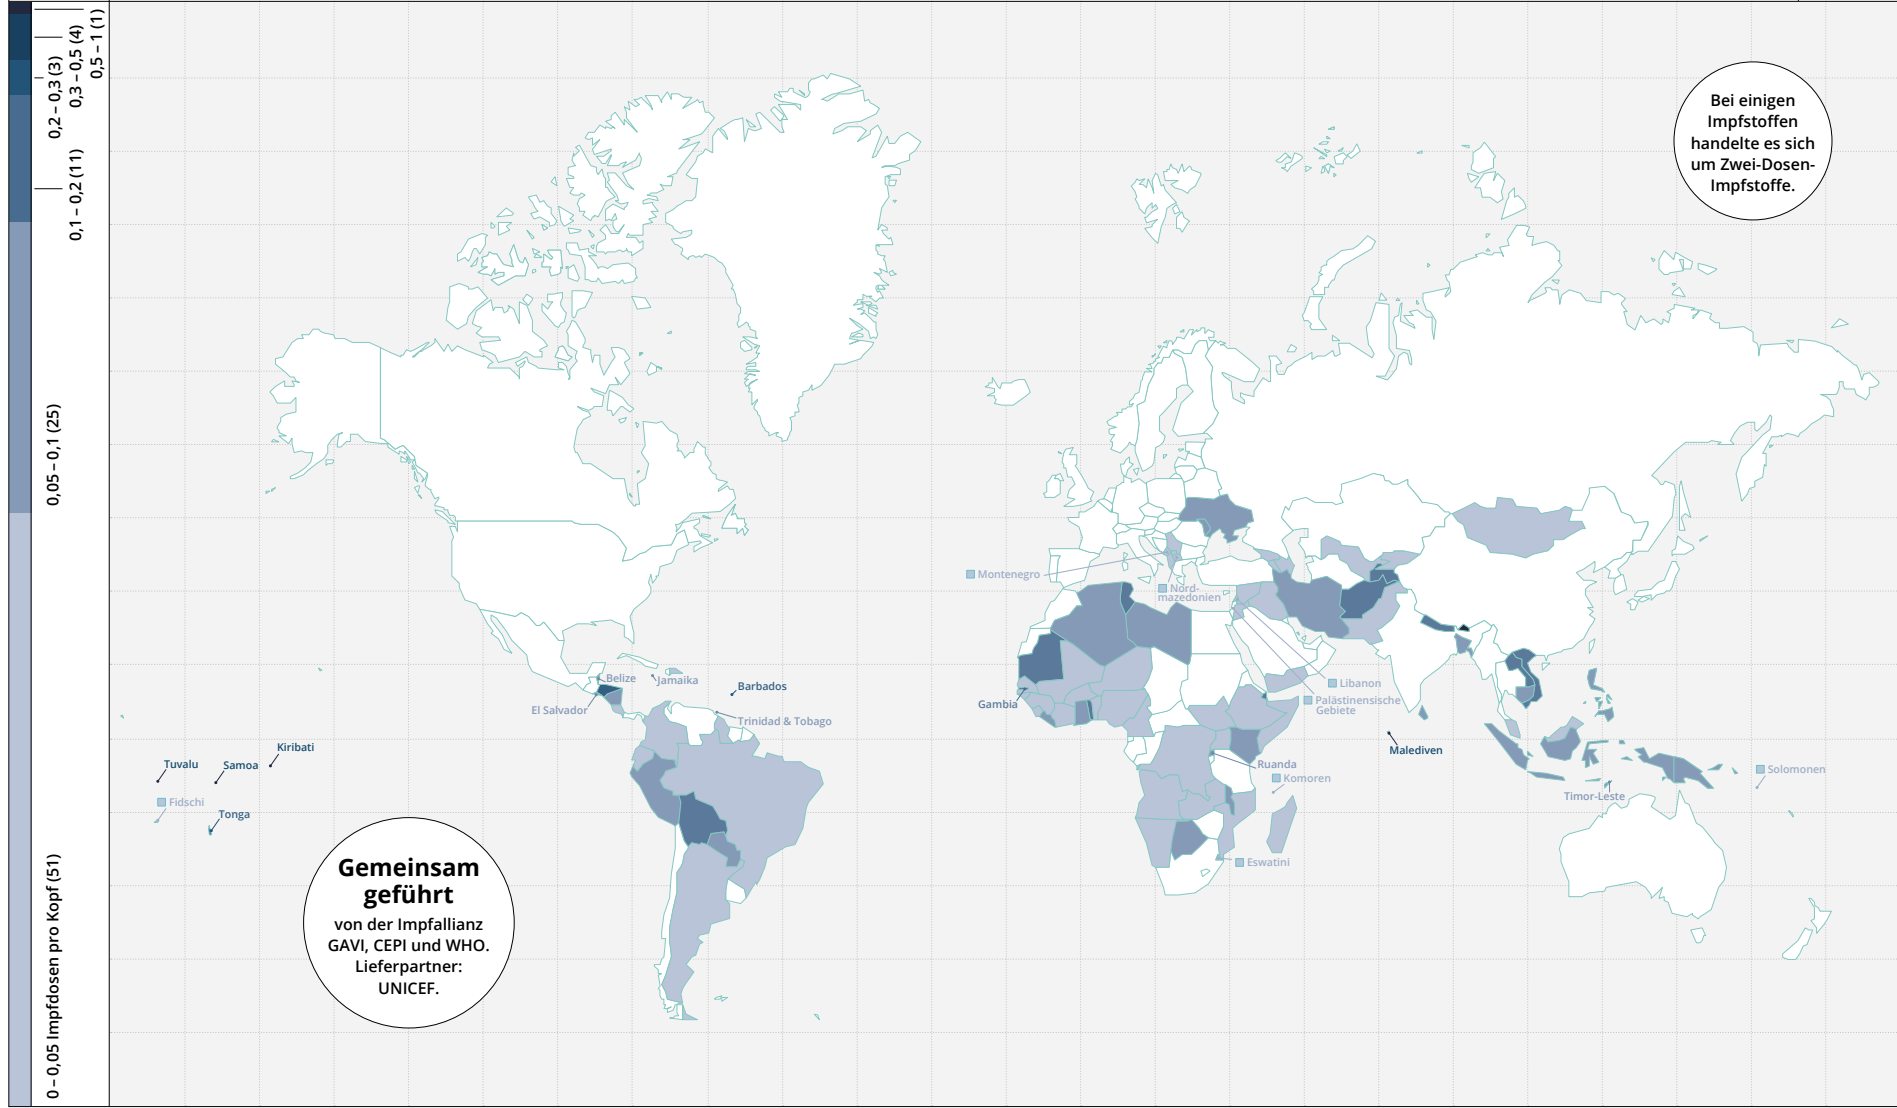 0,5 – 1 (1)
0,3 – 0,5 (4)
0,2 – 0,3 (3)
0,1 – 0,2 (11)
0,05 – 0,1 (25)
0 – 0,05 Impfdosen pro Kopf (51)
Bei einigen
Impfstoffen
handelte es sich
um Zwei-Dosen-
Impfstoffe.
Montenegro
Nord-
mazedonien
Belize
Jamaika
Barbados
El Salvador
Trinidad & Tobago
Gambia
Libanon
Palästinensische
Gebiete
Kiribati
Tuvalu
Samoa
Fidschi
Tonga
Malediven
Ruanda
Komoren
Solomonen
Timor-Leste
Eswatini
Gemeinsam
geführt
von der Impfallianz
GAVI, CEPI und WHO.
Lieferpartner:
UNICEF.